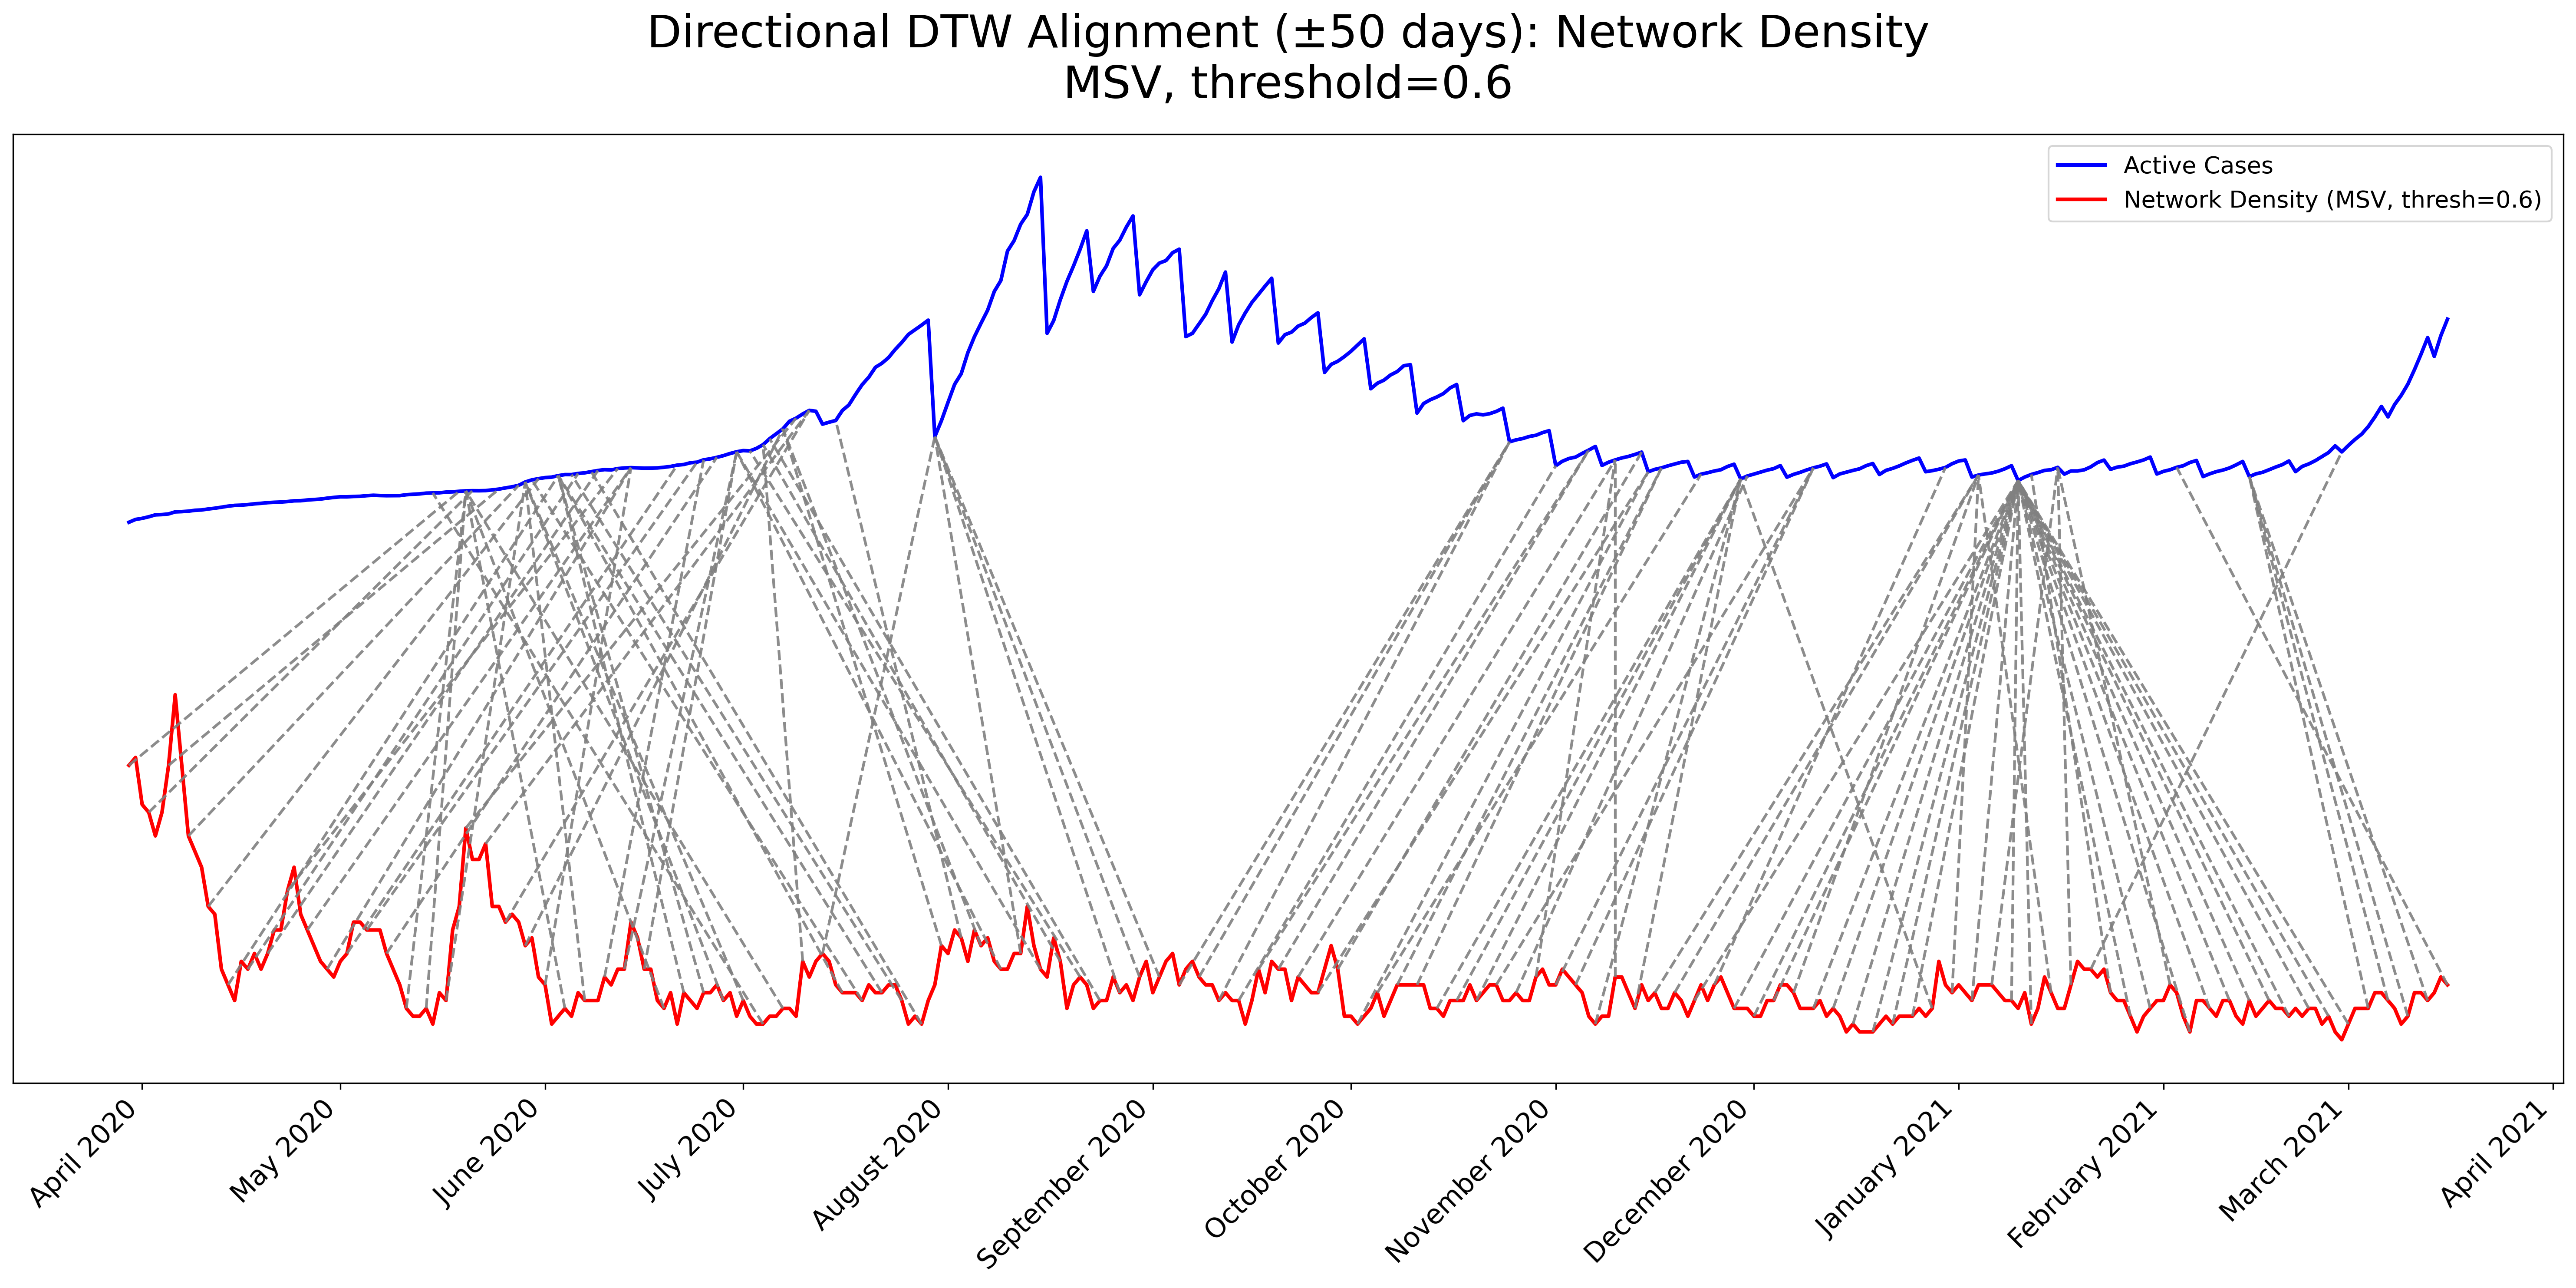 Directional DTW Alignment (±50 days): Network Density
MSV, threshold=0.6
Active Cases
Network Density (MSV, thresh=0.6)
April 2020
May 2020
June 2020
July 2020
August 2020
September 2020
October 2020
November 2020
December 2020
January 2021
February 2021
March 2021
April 2021